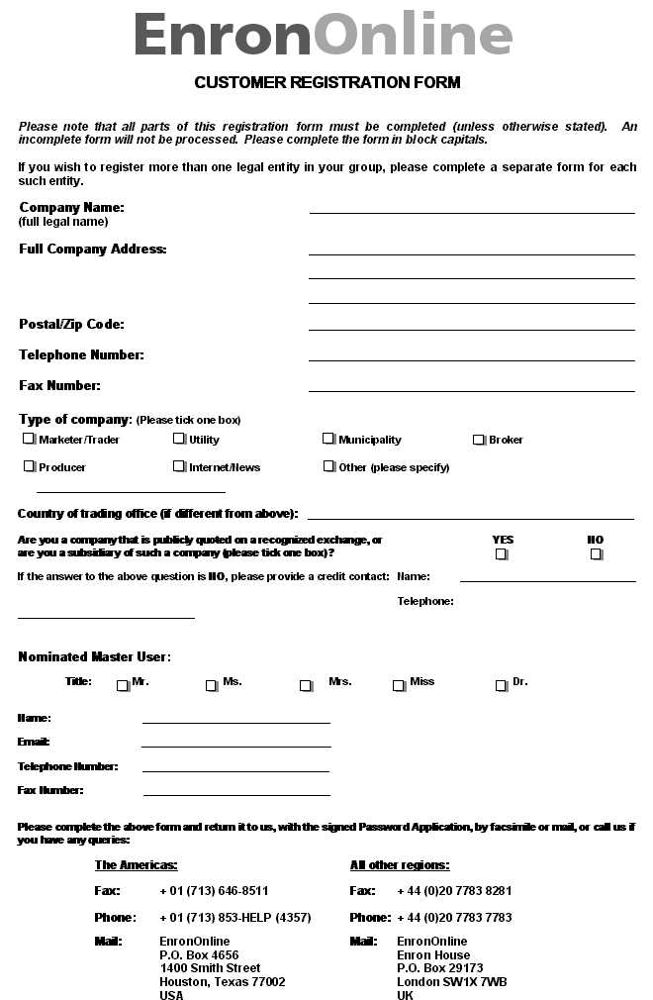 EnronOnline
CUSTOMER REGISTRATION FORM
Please note that all parts of this registration form must be completed (unless otherwise stated). An
incomplete form will not be processed. Please complete the form in block capitals.
If you wish to register more than one legal entity in your group, please complete a separate form for each
such entity.
Company Name:
(full legal name)
Full Company Address:
Postal/Zip Code:
Telephone Number:
Fax Number:
Type of company: (Please tick one box)
Marketer/Trader Utility Municipality Broker
Producer Internet/News Other (please specify)
Country of trading office (if different from above):
Are you a company that is publicly quoted on a recognized exchange, or YES NO
are you a subsidiary of such a company (please tick one box)?
If the answer to the above question is NO, please provide a credit contact: Name:
Telephone:
Nominated Master User:
Title: Mr. Ms. Mrs. Miss Dr.
Name:
Email:
Telephone Number:
Fax Number:
Please complete the above form and return it to us, with the signed Password Application, by facsimile or mail, or call us if
you have any queries:
The Americas: All other regions:
Fax: + 01 (713) 646-8511 Fax: + 44 (0)20 7783 8281
Phone: + 01 (713) 853-HELP (4357) Phone: + 44 (0)20 7783 7783
Mail: EnronOnline Mail: EnronOnline
P.O. Box 4656 Enron House
1400 Smith Street P.O. Box 29173
Houston, Texas 77002 London SW1X 7WB
USA UK